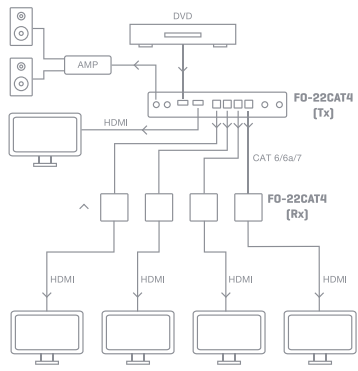 DVD
AMP
FO-22CAT4
(Tx)
HDMI
CAT 6/6a/7
FO-22CAT4
(Rx)
HDMI
HDMI
HDMI
HDMI